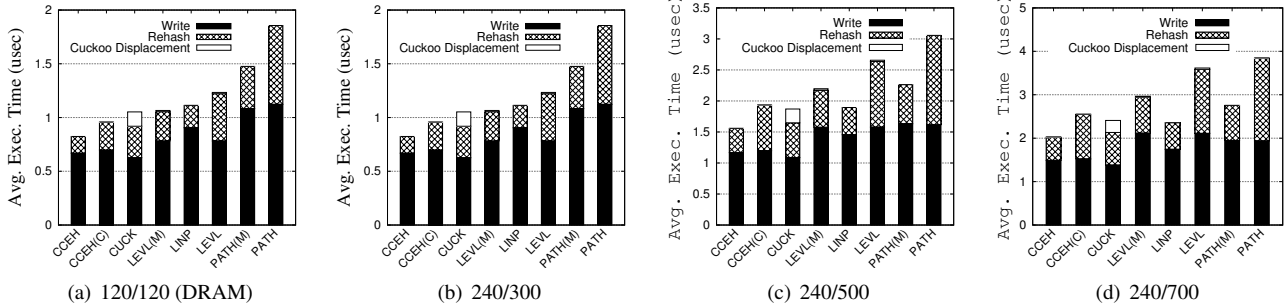 Avg. Exec. Time (usec)
2
1.5
1
0.5
0
Write
Rehash
Cuckoo Displacement
CCEH
CCEH(C)
CUCK
LEVL(M)
LINP
LEVL
PATH(M)
PATH
(a) 120/120 (DRAM)
Avg. Exec. Time (usec)
2
1.5
1
0.5
0
Write
Rehash
Cuckoo Displacement
CCEH
CCEH(C)
CUCK
LEVL(M)
LINP
LEVL
PATH(M)
PATH
(b) 240/300
Avg. Exec. Time (usec)
3.5
3
2.5
2
1.5
1
0.5
0
Write
Rehash
Cuckoo Displacement
CCEH
CCEH(C)
CUCK
LEVL(M)
LINP
LEVL
PATH(M)
PATH
(c) 240/500
Avg. Exec. Time (usec)
5
4
3
2
1
0
Write
Rehash
Cuckoo Displacement
CCEH
CCEH(C)
CUCK
LEVL(M)
LINP
LEVL
PATH(M)
PATH
(d) 240/700